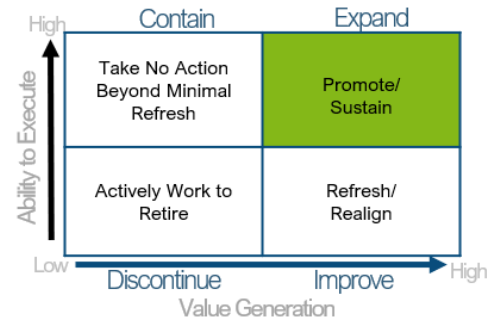 High
Contain
Expand
Take No Action
Beyond Minimal
Refresh
Promote/
Sustain
Ability to Execute
Actively Work to
Retire
Refresh/
Realign
Low
High
Discontinue
Improve
Value Generation